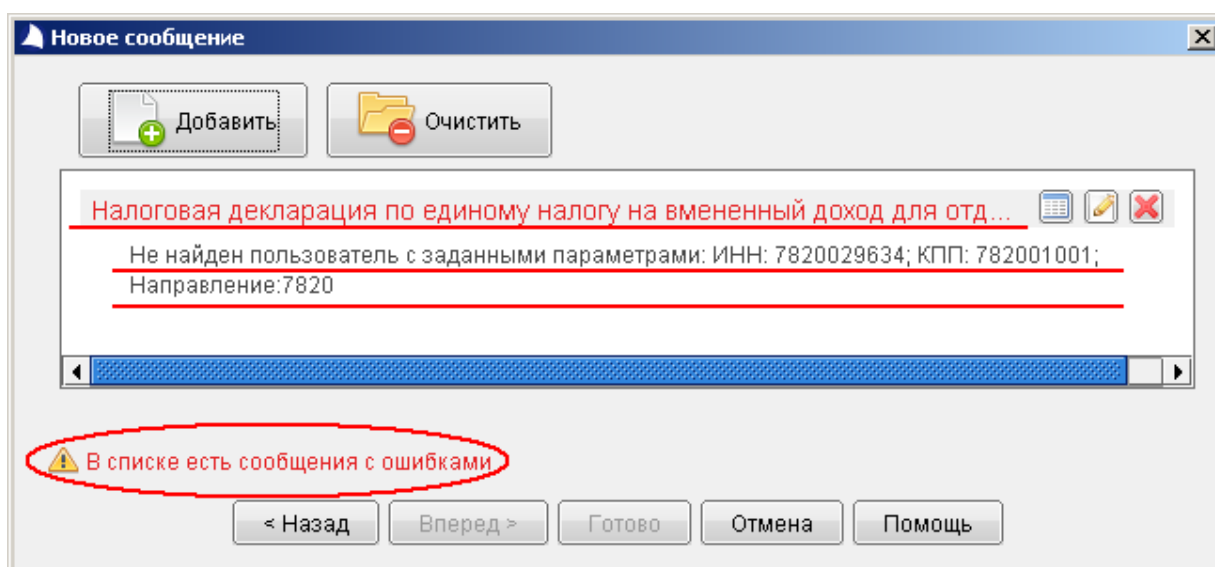 Новое сообщение
Добавить
Очистить
Налоговая декларация по единому налогу на вмененный доход для отд...
Не найден пользователь с заданными параметрами: ИНН: 7820029634; КПП: 782001001;
Направление:7820
В списке есть сообщения с ошибками
< Назад
Вперед >
Готово
Отмена
Помощь